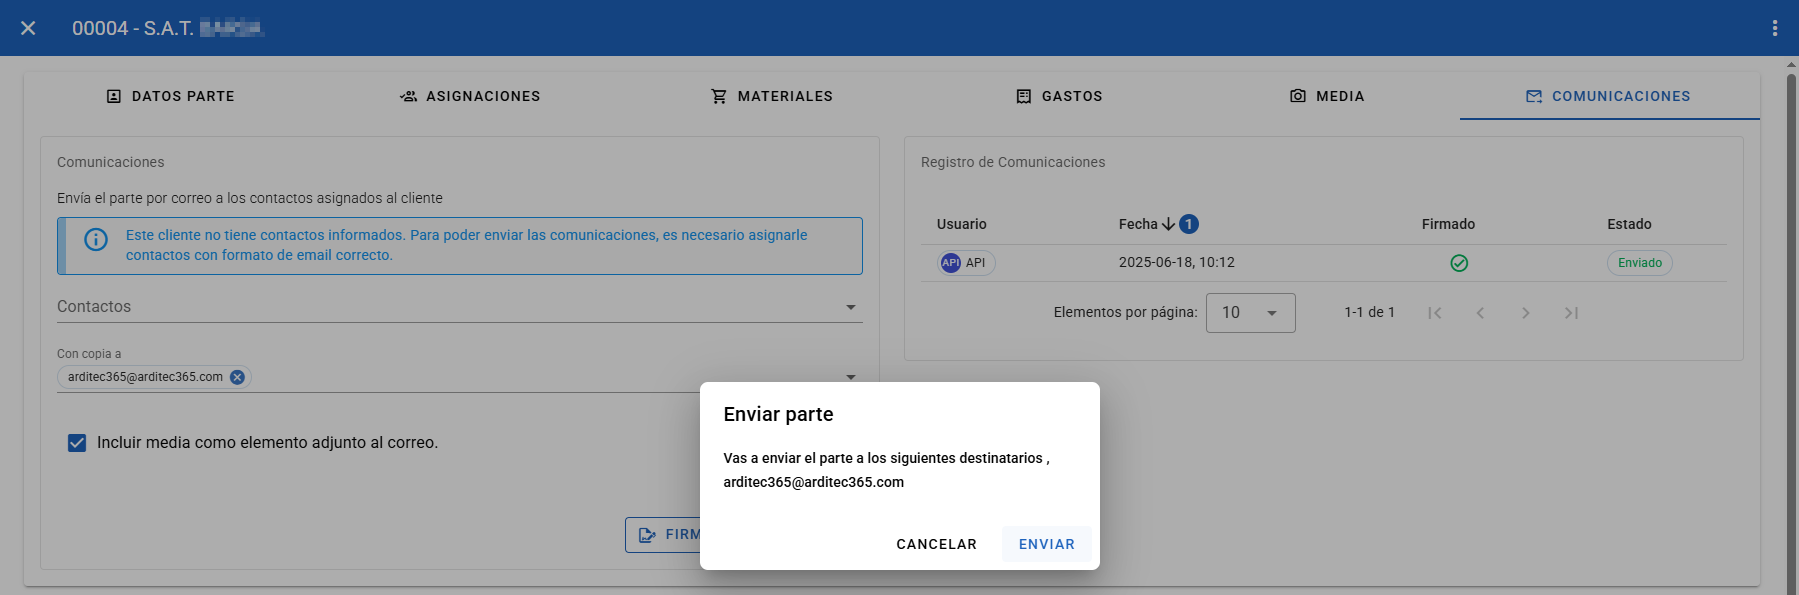 00004 - S.A.T.
DATOS PARTE
ASIGNACIONES
MATERIALES
GASTOS
MEDIA
COMUNICACIONES
Comunicaciones
Envía el parte por correo a los contactos asignados al cliente
Este cliente no tiene contactos informados. Para poder enviar las comunicaciones, es necesario asignarle
contactos con formato de email correcto.
Contactos
Con copia a
arditec365@arditec365.com
Incluir media como elemento adjunto al correo.
FIRM
Registro de Comunicaciones
Usuario Fecha 1 Firmado Estado
API API 2025-06-18, 10:12 Enviado
Elementos por página: 10 1-1 de 1
Enviar parte
Vas a enviar el parte a los siguientes destinatarios ,
arditec365@arditec365.com
CANCELAR ENVIAR